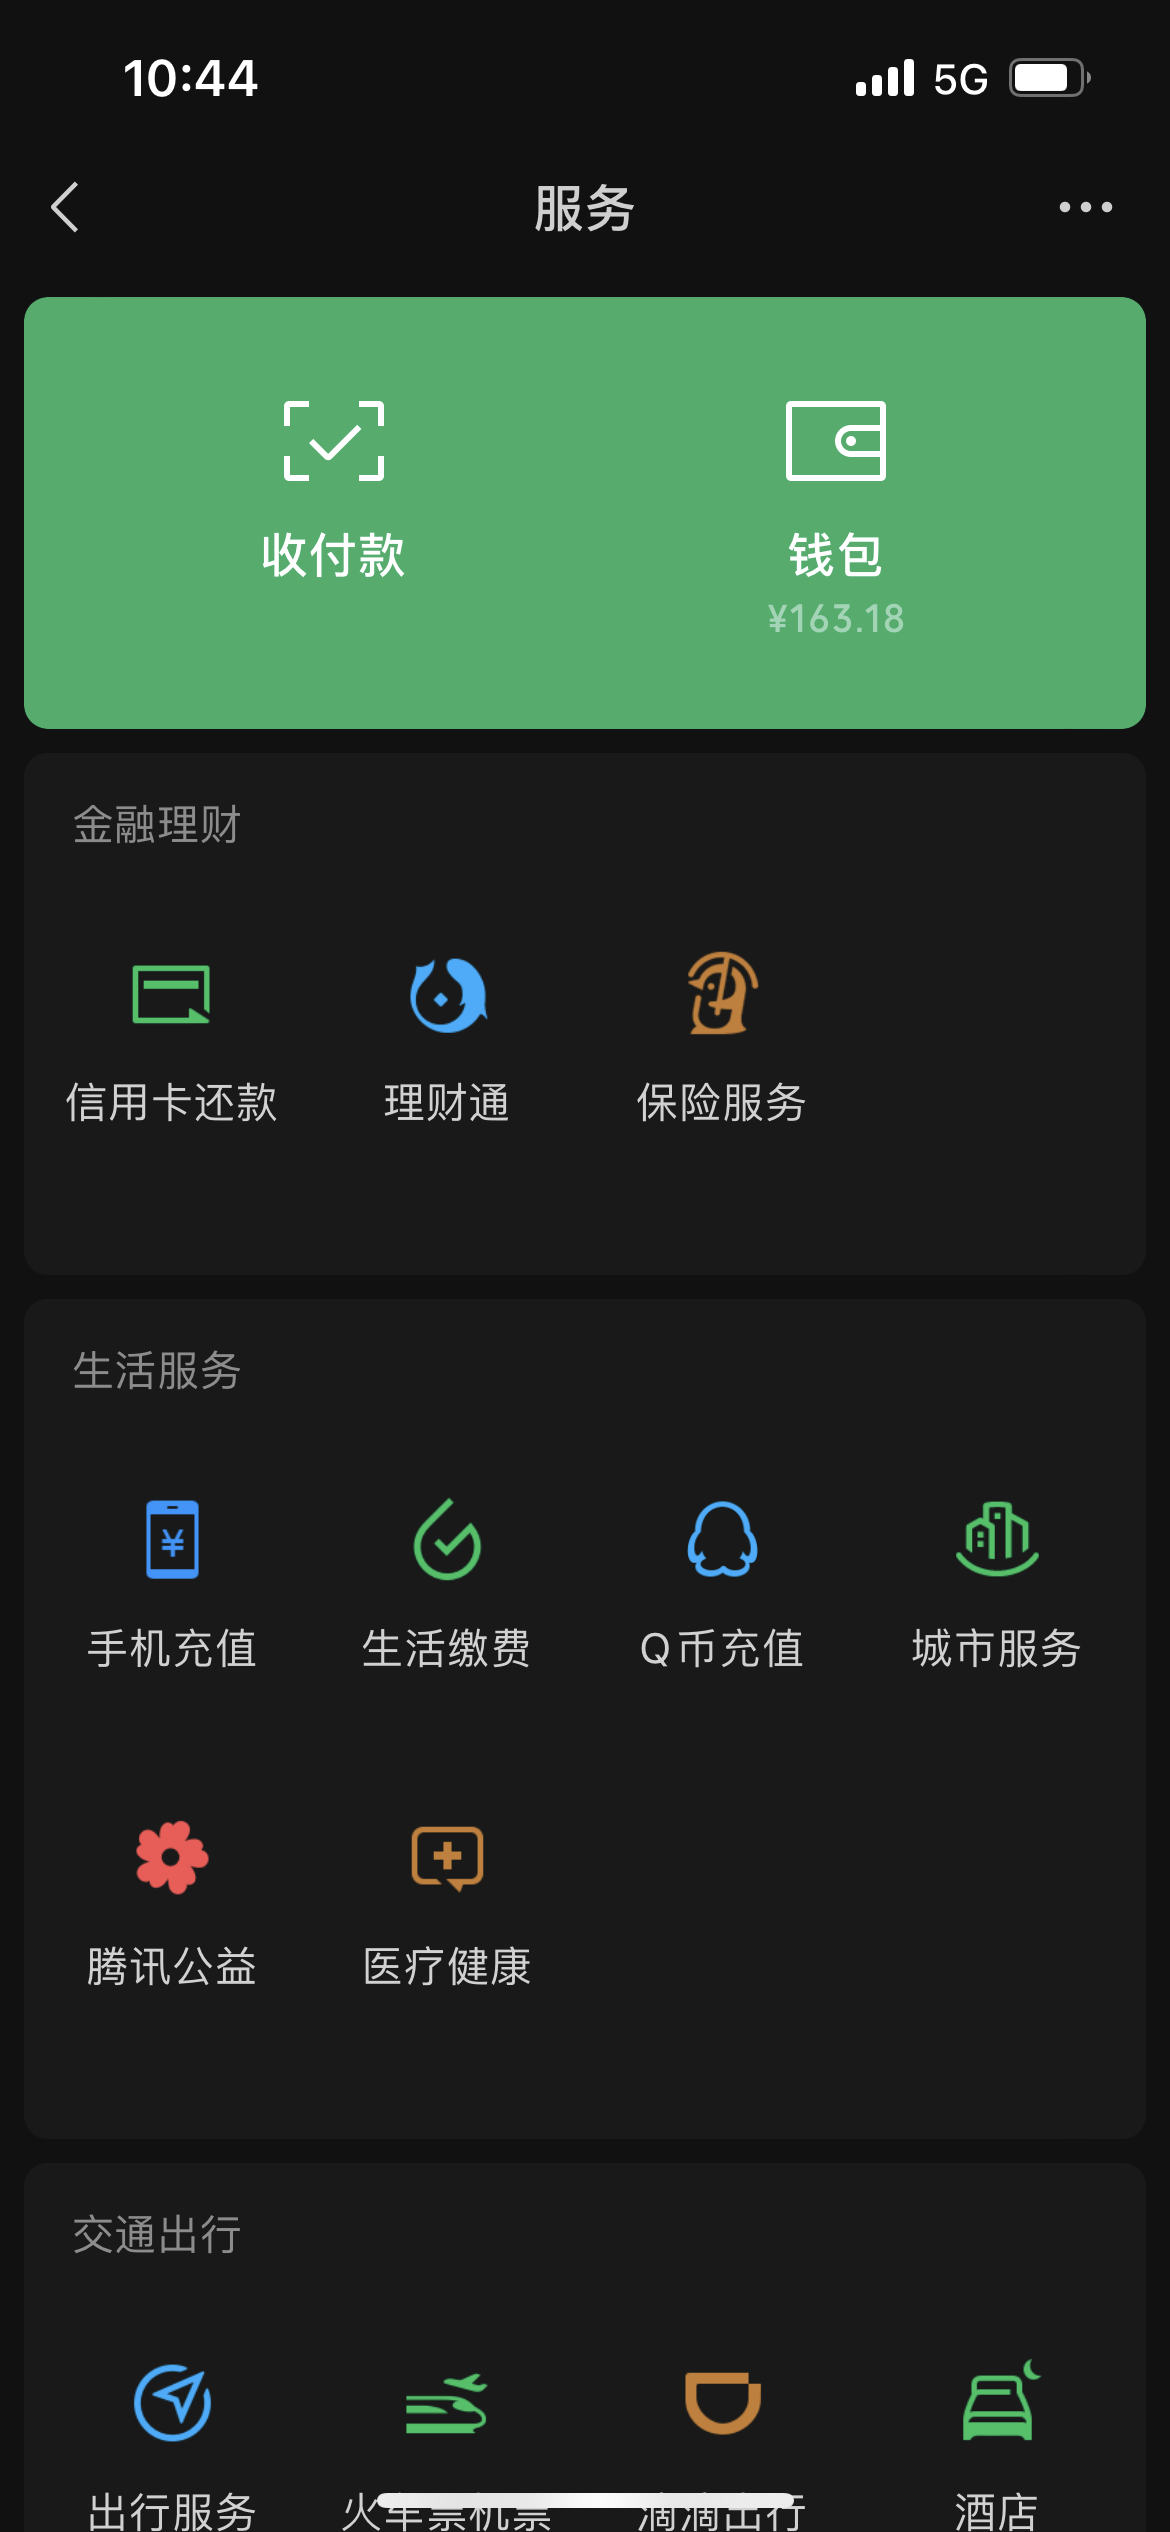 10:44 5G
服务
收付款 钱包
¥163.18
金融理财
信用卡还款 理财通 保险服务
生活服务
¥
手机充值 生活缴费 Q币充值 城市服务
腾讯公益 医疗健康
交通出行
出行服务 火车票机票 滴滴出行 酒店